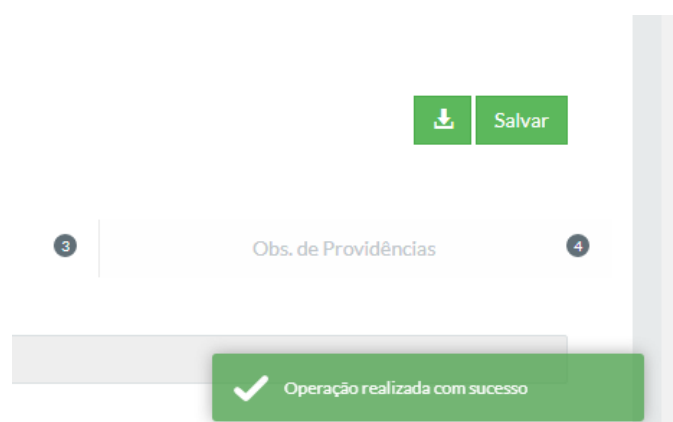 Salvar
3
Obs. de Providências
4
Operação realizada com sucesso